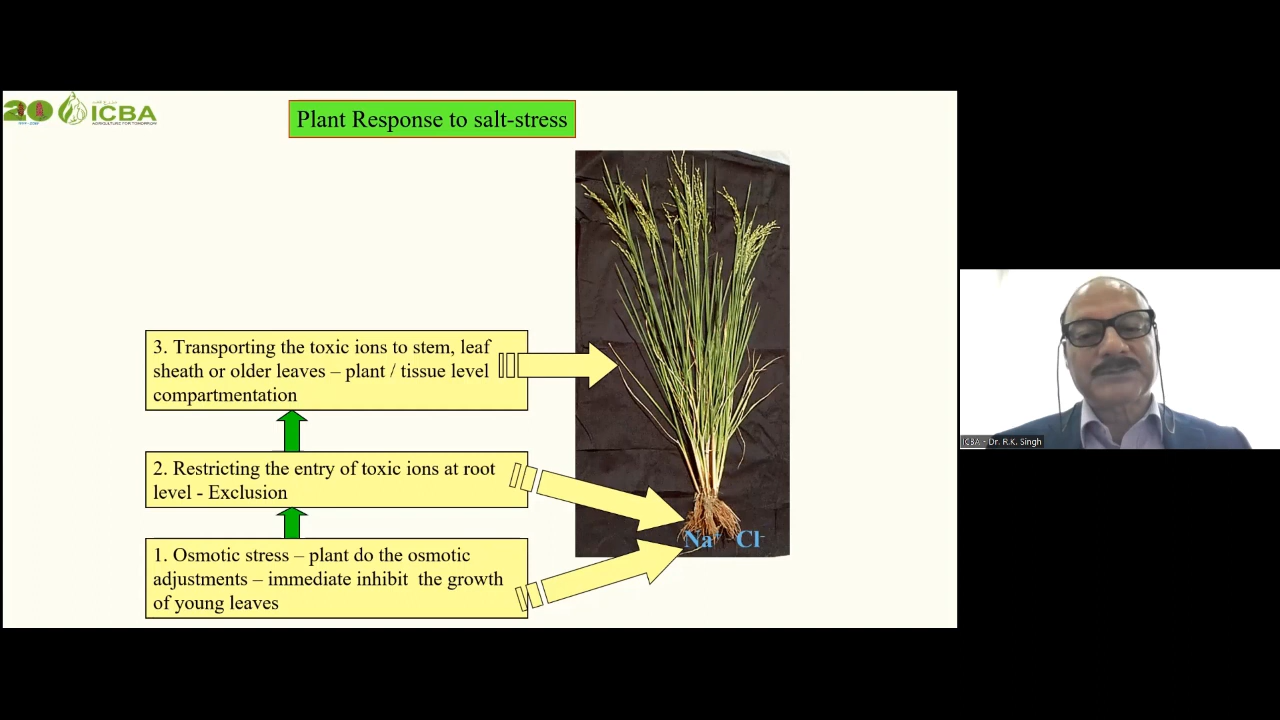 20
ICBA
AGRICULTURE FOR TOMORROW
Plant Response to salt-stress
3. Transporting the toxic ions to stem, leaf
sheath or older leaves – plant / tissue level
compartmentation
2. Restricting the entry of toxic ions at root
level - Exclusion
1. Osmotic stress – plant do the osmotic
adjustments – immediate inhibit the growth
of young leaves
Na⁺ Cl⁻
ICBA - Dr. R.K. Singh